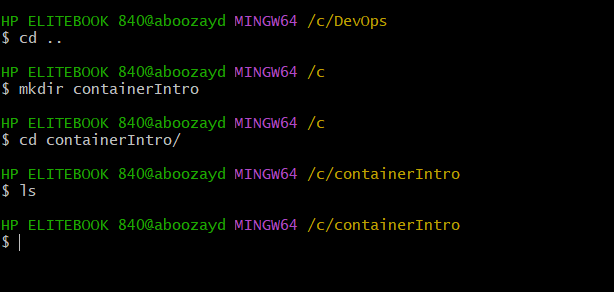 HP ELITEBOOK 840@aboozayd MINGW64 /c/DevOps
$ cd ..
HP ELITEBOOK 840@aboozayd MINGW64 /c
$ mkdir containerIntro
HP ELITEBOOK 840@aboozayd MINGW64 /c
$ cd containerIntro/
HP ELITEBOOK 840@aboozayd MINGW64 /c/containerIntro
$ ls
HP ELITEBOOK 840@aboozayd MINGW64 /c/containerIntro
$